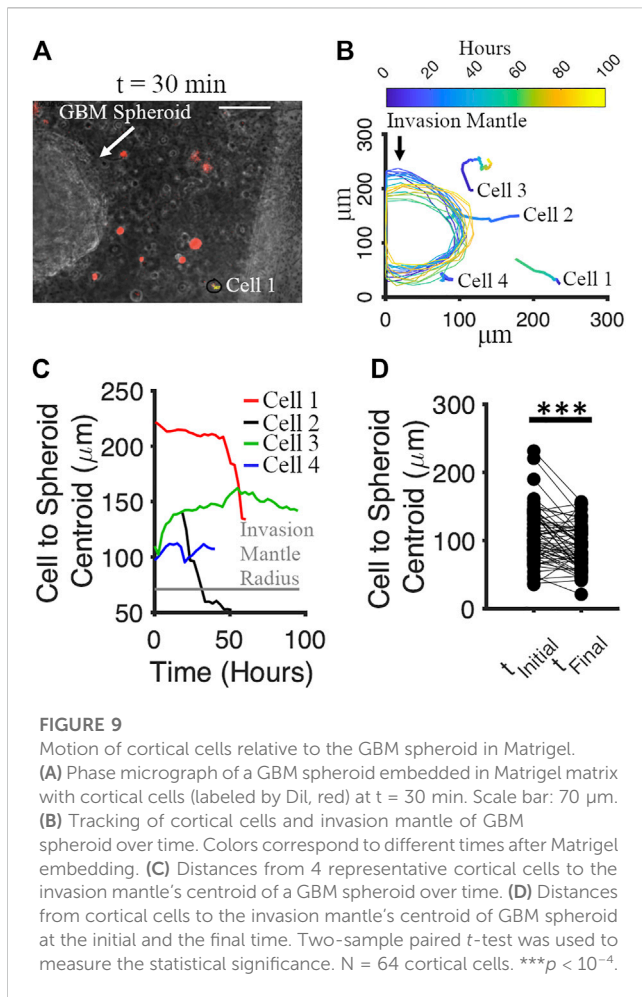 A
t = 30 min
GBM Spheroid
Cell 1
B
Hours
0 20 40 60 80 100
Invasion Mantle
300
200
100
0
μm
Cell 3
Cell 2
Cell 4
Cell 1
0 100 200 300
μm
C
250
200
150
100
50
Cell to Spheroid
Centroid (μm)
Cell 1
Cell 2
Cell 3
Cell 4
Invasion
Mantle
Radius
0 50 100
Time (Hours)
D
***
300
200
100
0
Cell to Spheroid
Centroid (μm)
t Initial
t Final
FIGURE 9
Motion of cortical cells relative to the GBM spheroid in Matrigel.
(A) Phase micrograph of a GBM spheroid embedded in Matrigel matrix
with cortical cells (labeled by Dil, red) at t = 30 min. Scale bar: 70 μm.
(B) Tracking of cortical cells and invasion mantle of GBM
spheroid over time. Colors correspond to different times after Matrigel
embedding. (C) Distances from 4 representative cortical cells to the
invasion mantle's centroid of a GBM spheroid over time. (D) Distances
from cortical cells to the invasion mantle's centroid of GBM spheroid
at the initial and the final time. Two-sample paired t-test was used to
measure the statistical significance. N = 64 cortical cells. ***p < 10⁻⁴.